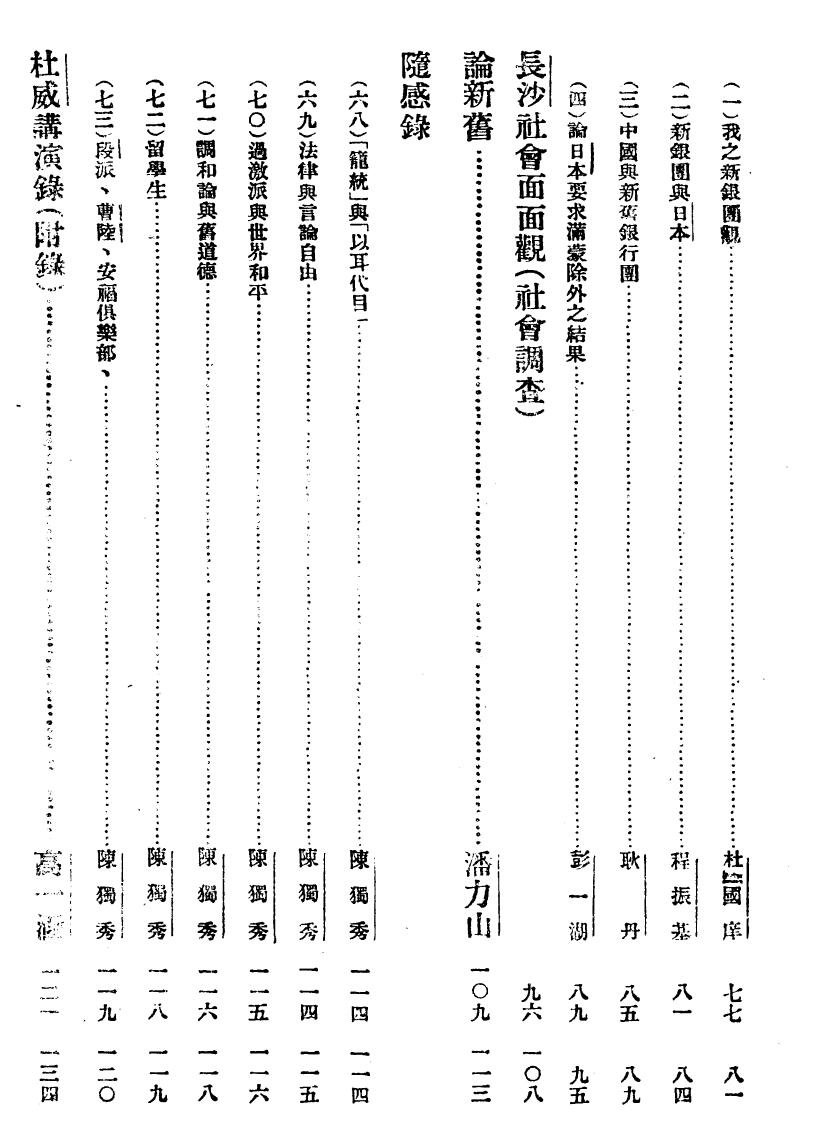 （一）我之新銀團觀……杜國庠　七七　八一
（二）新銀團與日本……程振基　八一　八四
（三）中國與新舊銀行團……耿丹　八五　八九
（四）論日本要求滿蒙除外之結果……彭一湖　八九　九五
長沙社會面面觀（社會調查）　九六　一〇八
論新舊……潘力山　一〇九　一一三
隨感錄
（六八）「籠統」與「以耳代目」……陳獨秀　一一四　一一四
（六九）法律與言論自由……陳獨秀　一一四　一一五
（七〇）過激派與世界和平……陳獨秀　一一五　一一六
（七一）調和論與舊道德……陳獨秀　一一六　一一八
（七二）留學生……陳獨秀　一一八　一一九
（七三）段派、曹陸、安福俱樂部、……陳獨秀　一一九　一二〇
杜威講演錄（附錄）……高一涵　一二一　一三四